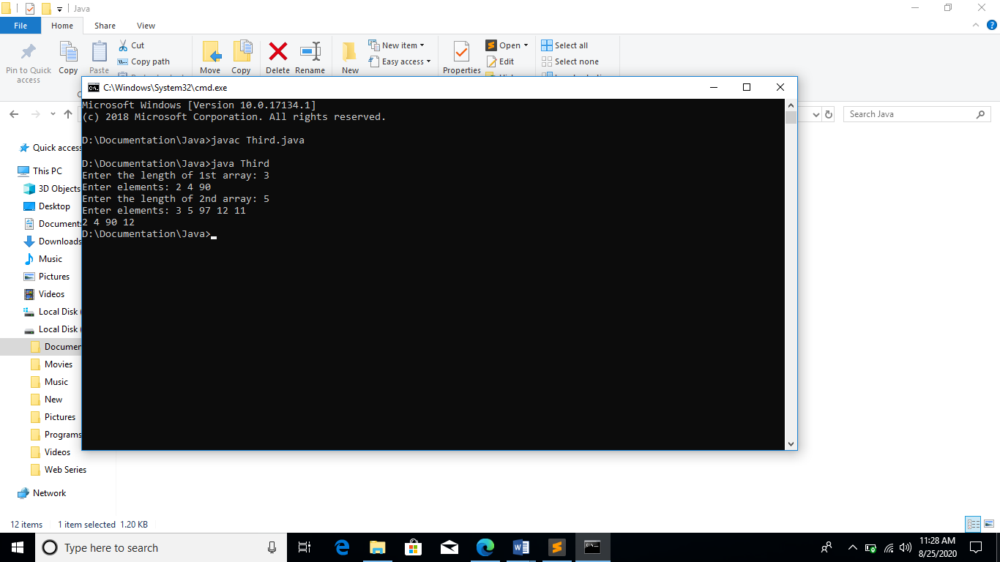 Java
File Home Share View
Pin to Quick access
Copy
Paste
Cut
Copy path
Move
Copy
Delete
Rename
New
New item
Easy access
Properties
Open
Edit
Select all
Select none
C:\Windows\System32\cmd.exe
Microsoft Windows [Version 10.0.17134.1]
(c) 2018 Microsoft Corporation. All rights reserved.
D:\Documentation\Java>javac Third.java
D:\Documentation\Java>java Third
Enter the length of 1st array: 3
Enter elements: 2 4 90
Enter the length of 2nd array: 5
Enter elements: 3 5 97 12 11
2 4 90 12
D:\Documentation\Java>
Search Java
Quick access
This PC
3D Objects
Desktop
Document
Downloads
Music
Pictures
Videos
Local Disk (
Local Disk (
Documen
Movies
Music
New
Pictures
Programs
Videos
Web Series
Network
12 items 1 item selected 1.20 KB
Type here to search
11:28 AM
8/25/2020